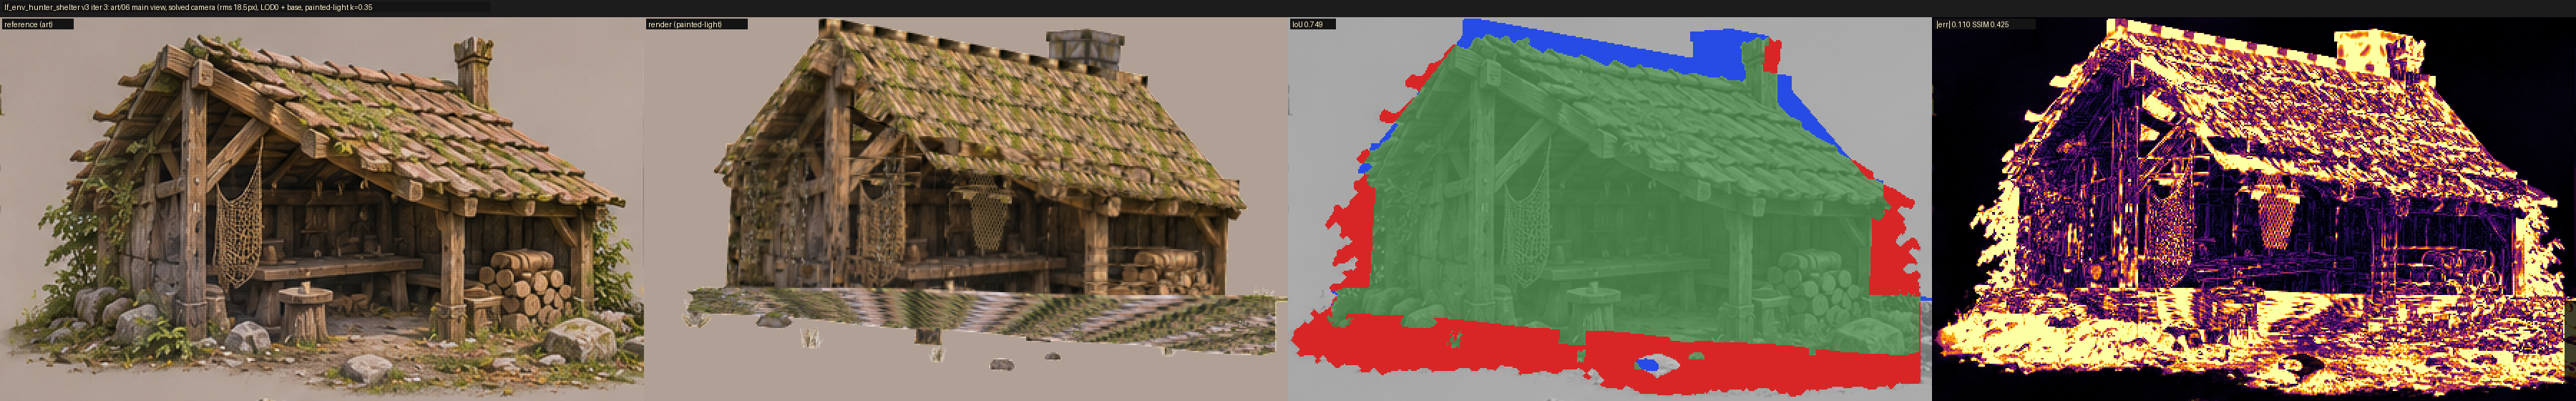 lf_env_hunter_shelter v3 iter 3: art/06 main view, solved camera (rms 18.5px), LOD0 + base, painted-light k=0.35
reference (art)
render (painted-light)
IoU 0.749
|err| 0.110 SSIM 0.425